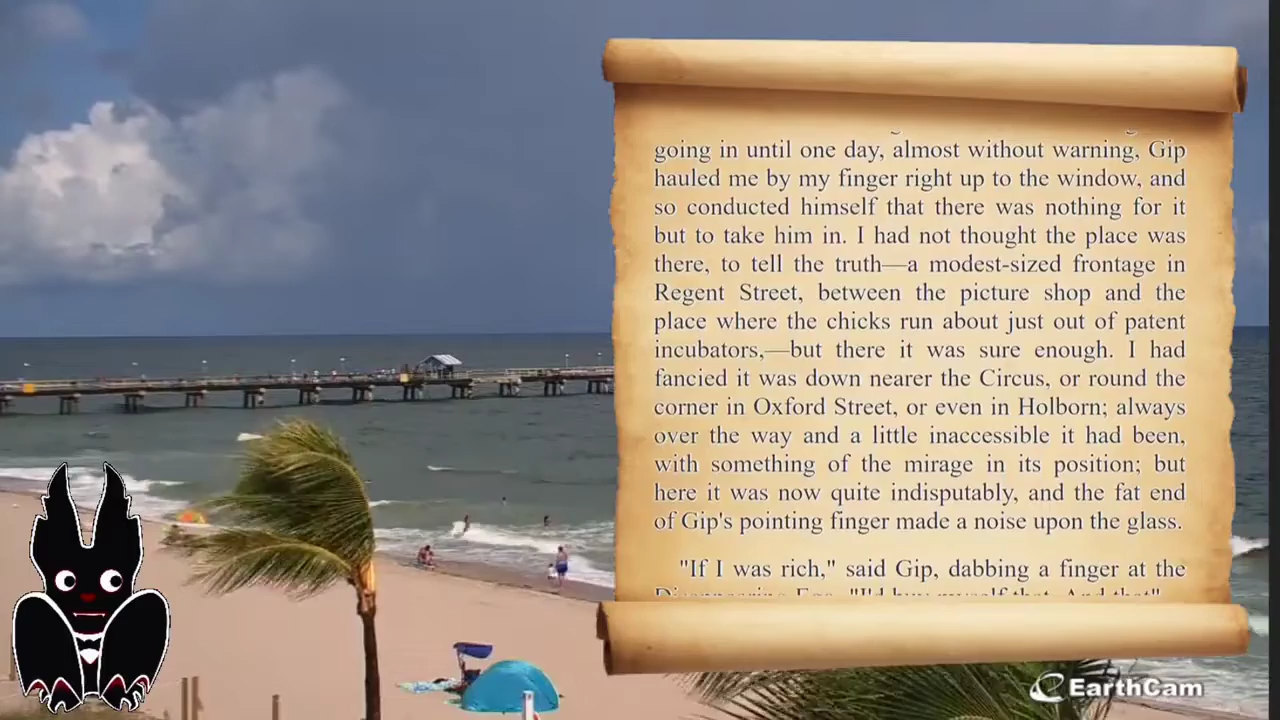 going in until one day, almost without warning, Gip
hauled me by my finger right up to the window, and
so conducted himself that there was nothing for it
but to take him in. I had not thought the place was
there, to tell the truth—a modest-sized frontage in
Regent Street, between the picture shop and the
place where the chicks run about just out of patent
incubators,—but there it was sure enough. I had
fancied it was down nearer the Circus, or round the
corner in Oxford Street, or even in Holborn; always
over the way and a little inaccessible it had been,
with something of the mirage in its position; but
here it was now quite indisputably, and the fat end
of Gip's pointing finger made a noise upon the glass.
"If I was rich," said Gip, dabbing a finger at the
Disappearing Egg, "I'd buy myself that. And that"
EarthCam